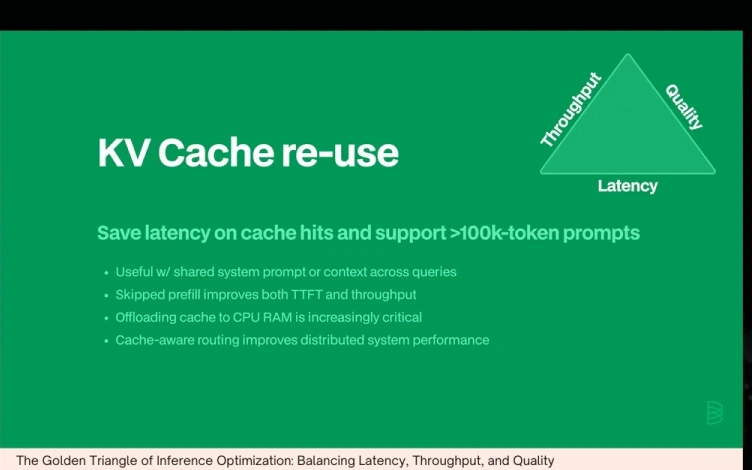 Throughput
Quality
Latency
KV Cache re-use
Save latency on cache hits and support >100k-token prompts
• Useful w/ shared system prompt or context across queries
• Skipped prefill improves both TTFT and throughput
• Offloading cache to CPU RAM is increasingly critical
• Cache-aware routing improves distributed system performance
The Golden Triangle of Inference Optimization: Balancing Latency, Throughput, and Quality